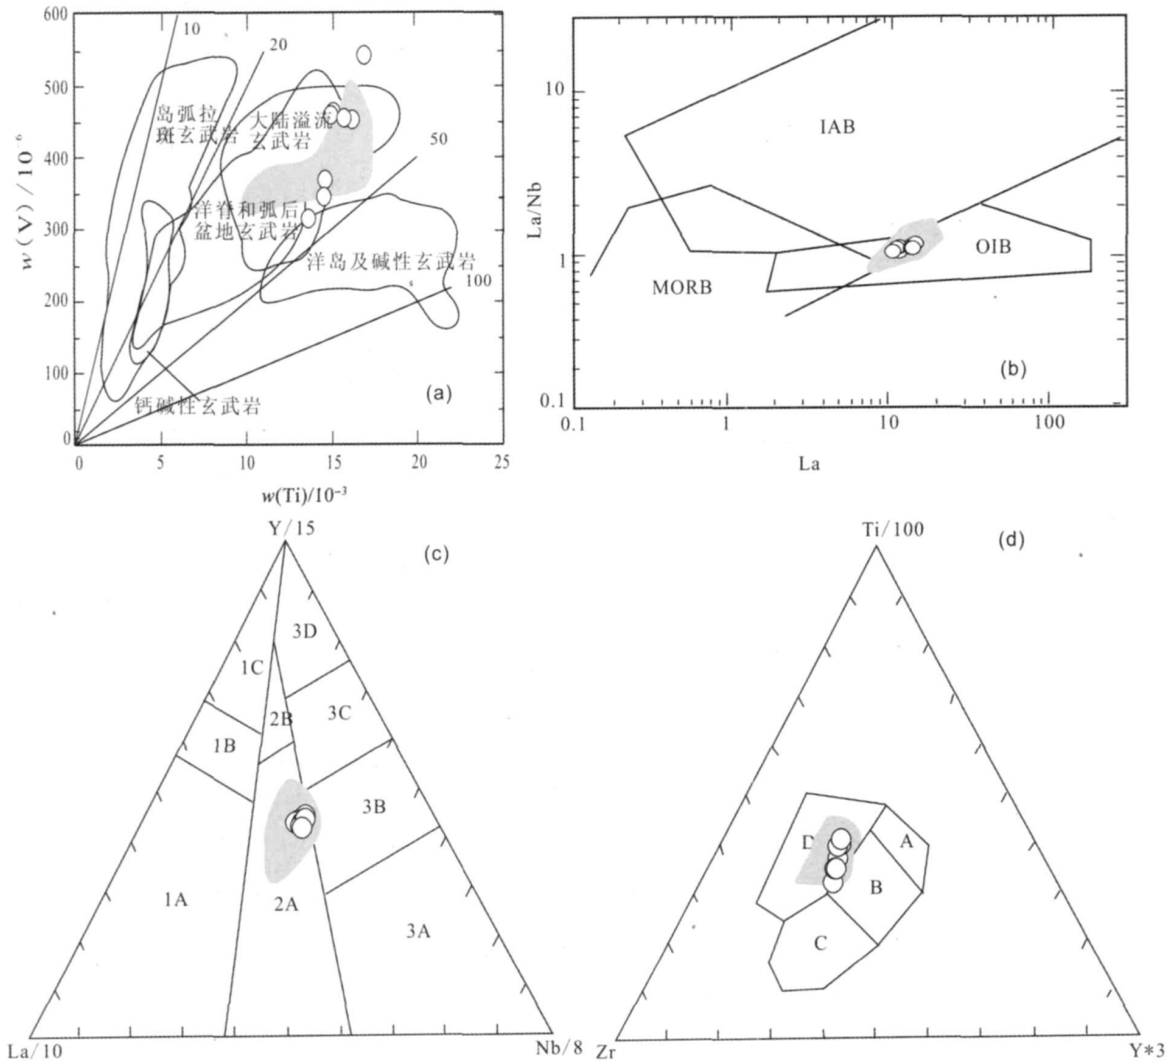 600
500
400
300
200
100
0
w(V)/10⁻⁶
10
20
50
100
岛弧拉
斑玄武岩
大陆溢流
玄武岩
洋脊和弧后
盆地玄武岩
洋岛及碱性玄武岩
钙碱性玄武岩
(a)
0
5
10
15
20
25
w(Ti)/10⁻³
10
1
0.1
La/Nb
IAB
MORB
OIB
(b)
0.1
1
10
100
La
Y/15
(c)
3D
1C
2B
3C
1B
3B
1A
2A
3A
La/10
Nb/8
Ti/100
(d)
D
A
B
C
Zr
Y*3